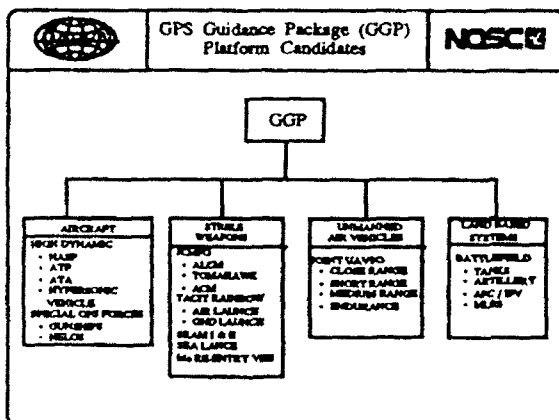 GPS Guidance Package (GGP)
Platform Candidates
NOSC
GGP
AIRCRAFT
HIGH DYNAMIC
• NASP
• ATF
• ATA
• HYPERSONIC
VEHICLE
SPECIAL OPS FORCES
• GUNSHIPS
• HELOS
STRIKE
WEAPONS
• ALCM
• TOMAHAWK
• ACM
TACIT RAINBOW
• AIR LAUNCH
• GND LAUNCH
SLAM I & II
SEA LANCE
RE-ENTRY VEH
UNMANNED
AIR VEHICLES
JOINT
• CLOSE RANGE
• SHORT RANGE
• MEDIUM RANGE
• ENDURANCE
LAND BASED
SYSTEMS
BATTLEFIELD
• TANKS
• ARTILLERY
• APC / IFV
• MLRS